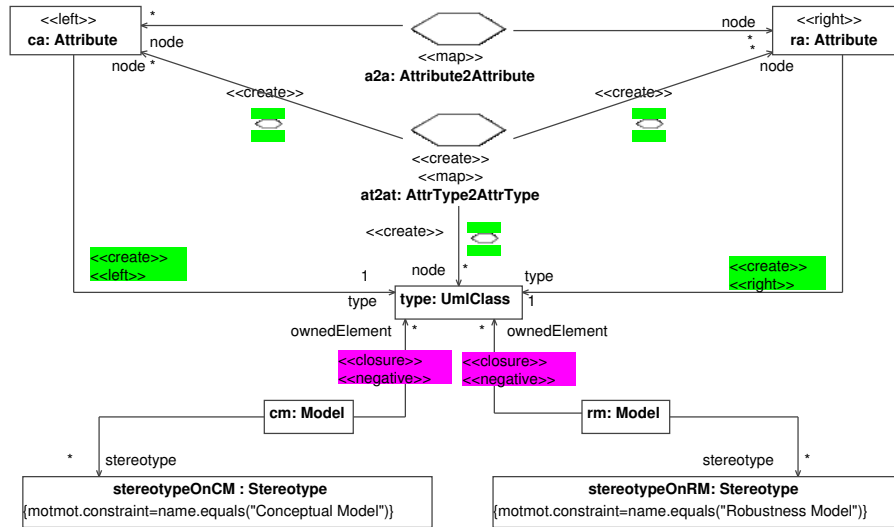 <<left>>
ca: Attribute
*
node
node
*
<<map>>
a2a: Attribute2Attribute
node
*
*
node
<<right>>
ra: Attribute
<<create>>
<<create>>
<<create>>
<<map>>
at2at: AttrType2AttrType
<<create>>
<<create>>
<<left>>
<<create>>
<<right>>
node
*
1
type
type
1
type: UmlClass
ownedElement
*
*
ownedElement
<<closure>>
<<negative>>
<<closure>>
<<negative>>
cm: Model
rm: Model
*
stereotype
stereotype
*
stereotypeOnCM : Stereotype
{motmot.constraint=name.equals("Conceptual Model")}
stereotypeOnRM: Stereotype
{motmot.constraint=name.equals("Robustness Model")}